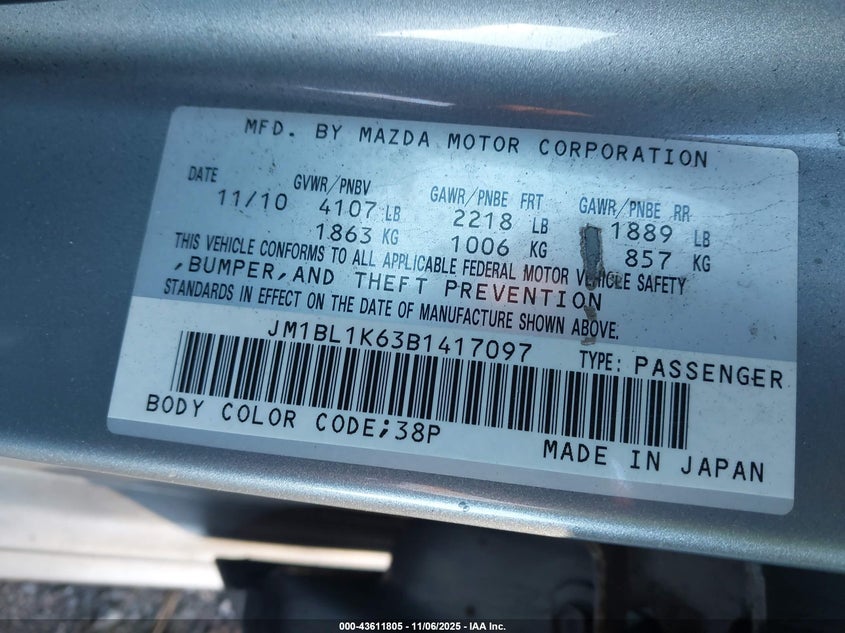 MFD. BY MAZDA MOTOR CORPORATION
DATE GVWR/PNBV GAWR/PNBE FRT GAWR/PNBE RR
11/10 4107 LB 2218 LB 1889 LB
1863 KG 1006 KG 857 KG
THIS VEHICLE CONFORMS TO ALL APPLICABLE FEDERAL MOTOR VEHICLE SAFETY
,BUMPER,AND THEFT PREVENTION
STANDARDS IN EFFECT ON THE DATE OF MANUFACTURE SHOWN ABOVE.
JM1BL1K63B1417097 TYPE: PASSENGER
BODY COLOR CODE;38P
MADE IN JAPAN
000-43611805 - 11/06/2025 - IAA Inc.